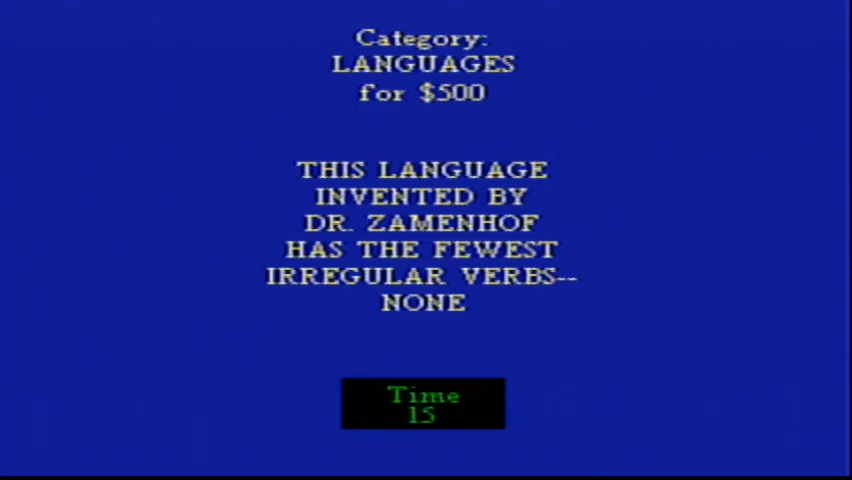 Category:
LANGUAGES
for $500
THIS LANGUAGE
INVENTED BY
DR. ZAMENHOF
HAS THE FEWEST
IRREGULAR VERBS--
NONE
Time
15